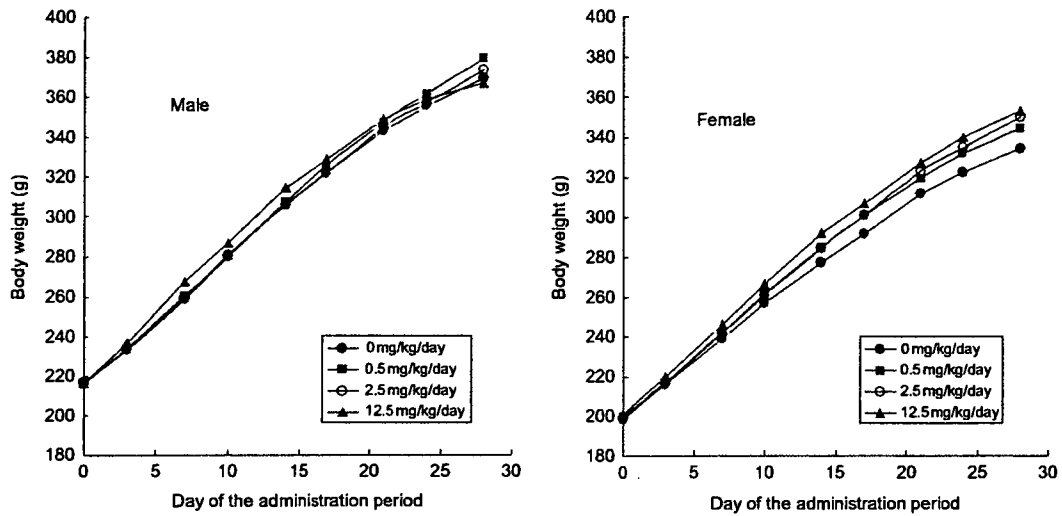 400
380
360
340
320
300
280
260
240
220
200
180
Body weight (g)
Male
0 mg/kg/day
0.5 mg/kg/day
2.5 mg/kg/day
12.5 mg/kg/day
0 5 10 15 20 25 30
Day of the administration period
400
380
360
340
320
300
280
260
240
220
200
180
Body weight (g)
Female
0 mg/kg/day
0.5 mg/kg/day
2.5 mg/kg/day
12.5 mg/kg/day
0 5 10 15 20 25 30
Day of the administration period